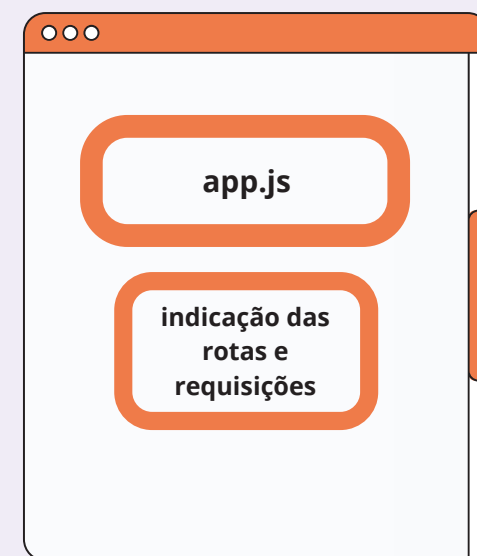 app.js
indicação das
rotas e
requisições